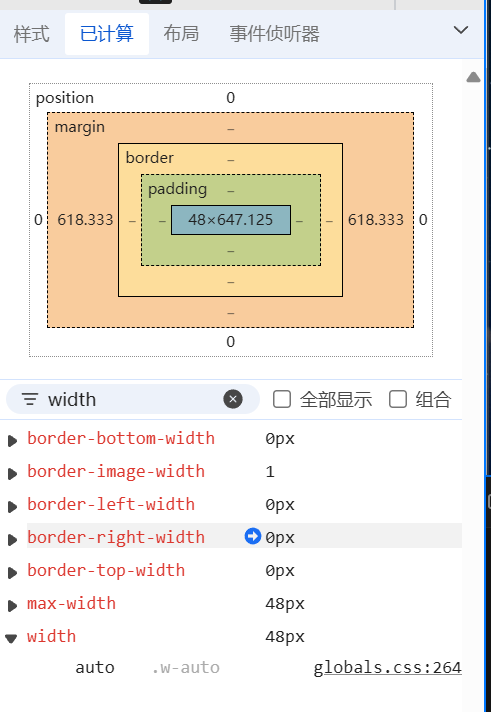 样式 已计算 布局 事件侦听器
position 0
margin –
border –
padding –
0 618.333 – – 48×647.125 – – 618.333 0
–
–
–
0
width 全部显示 组合
border-bottom-width 0px
border-image-width 1
border-left-width 0px
border-right-width 0px
border-top-width 0px
max-width 48px
width 48px
auto .w-auto globals.css:264